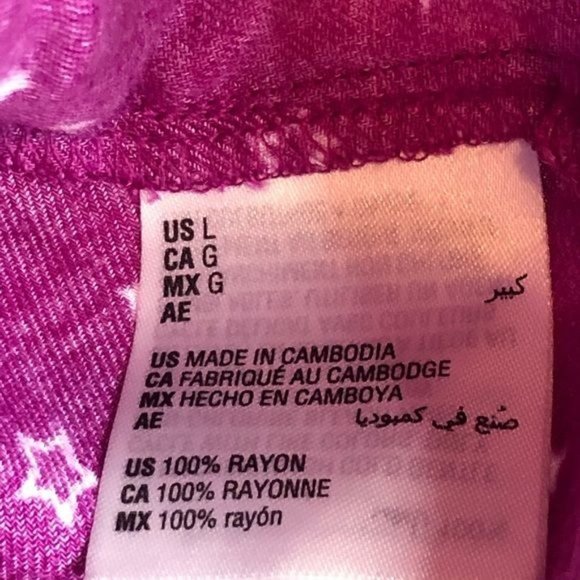 US L
CA G
MX G
AE كبير
US MADE IN CAMBODIA
CA FABRIQUÉ AU CAMBODGE
MX HECHO EN CAMBOYA
AE صُنع في كمبوديا
US 100% RAYON
CA 100% RAYONNE
MX 100% rayón